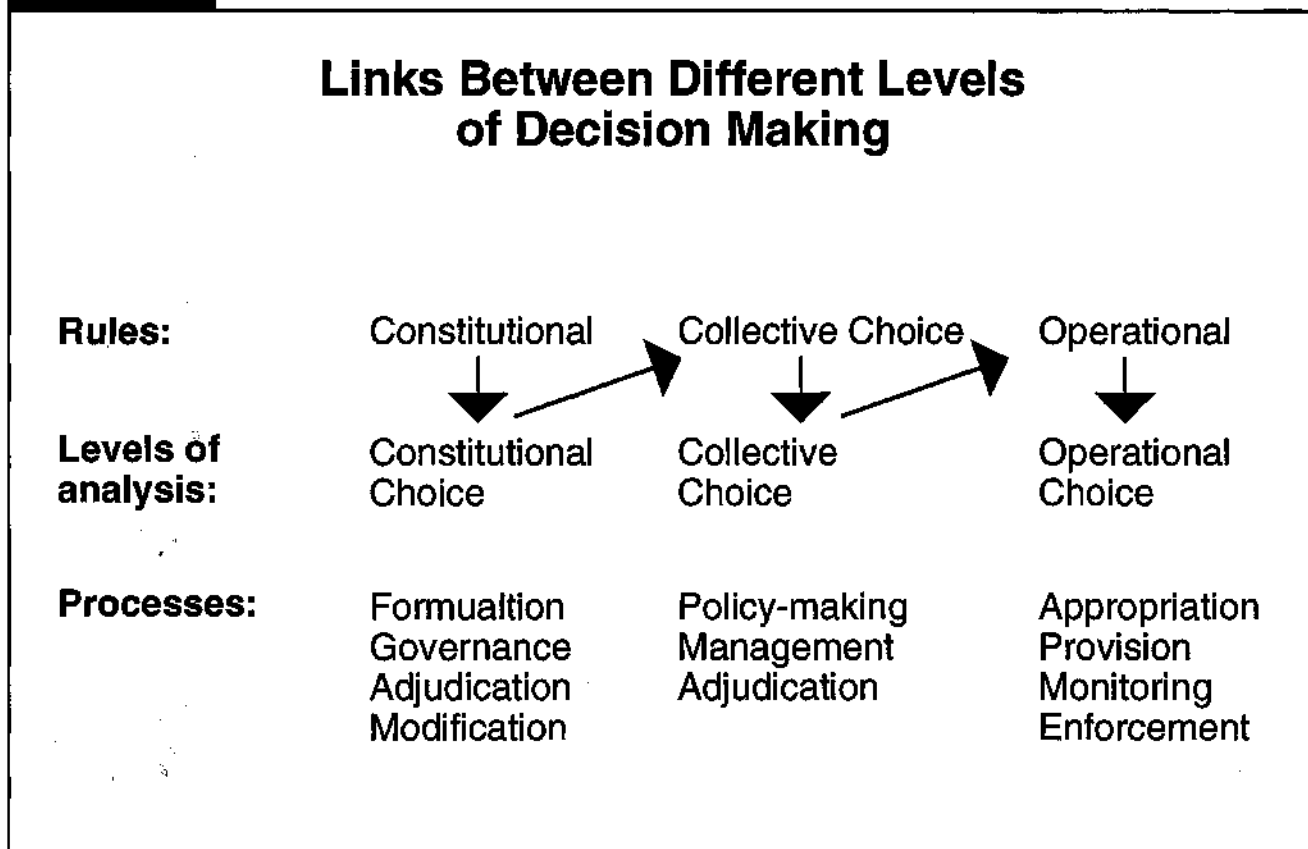 Links Between Different Levels
of Decision Making
Rules:
Constitutional
Collective Choice
Operational
Levels of
analysis:
Constitutional
Choice
Collective
Choice
Operational
Choice
Processes:
Formualtion
Governance
Adjudication
Modification
Policy-making
Management
Adjudication
Appropriation
Provision
Monitoring
Enforcement